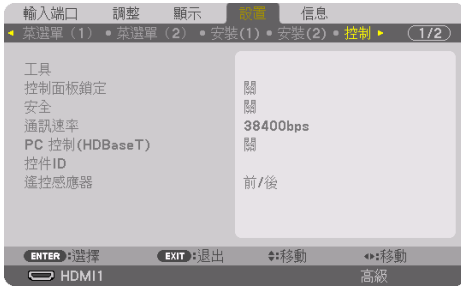 輸入端口 調整 顯示 設置 信息
◂ 菜選單（1） ● 菜選單（2） ● 安裝(1) ● 安裝(2) ● 控制 ▸ (1/2)
工具
控制面板鎖定 關
安全 關
通訊速率 38400bps
PC 控制(HDBaseT) 關
控件ID
遙控感應器 前/後
ENTER:選擇 EXIT:退出 ♦:移動 ◂▸:移動
HDMI1 高級